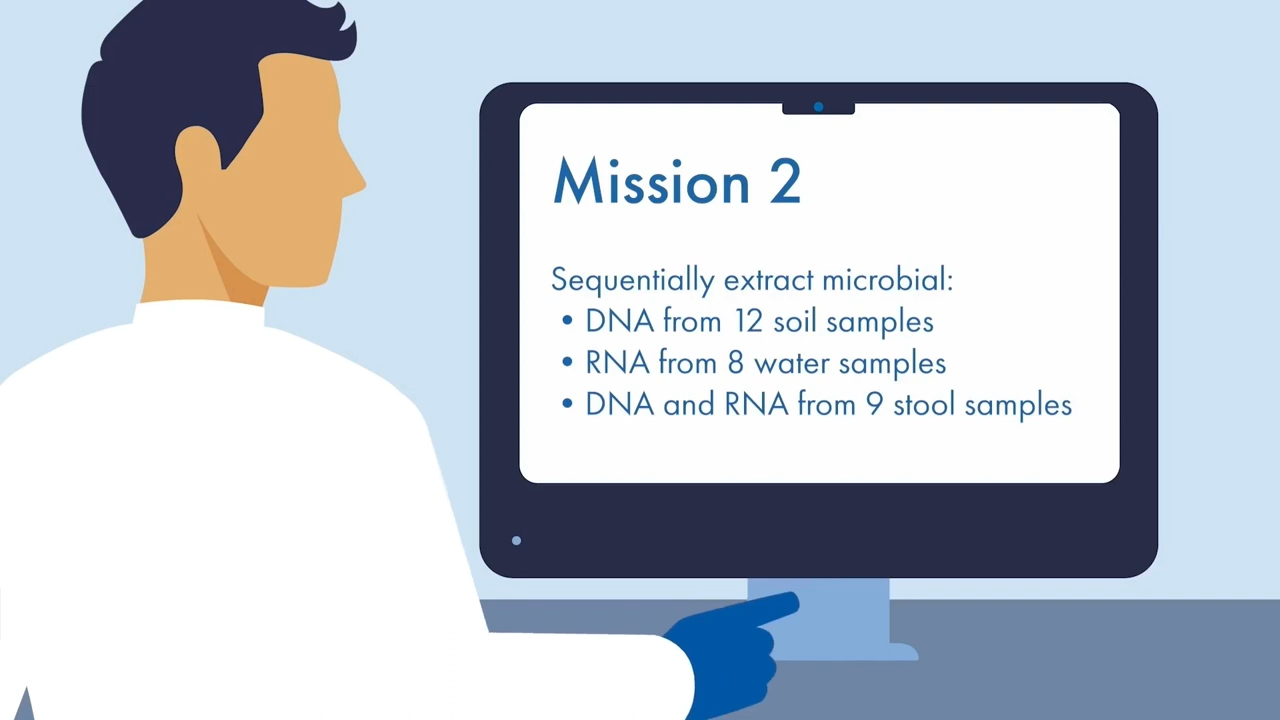 Mission 2
Sequentially extract microbial:
• DNA from 12 soil samples
• RNA from 8 water samples
• DNA and RNA from 9 stool samples